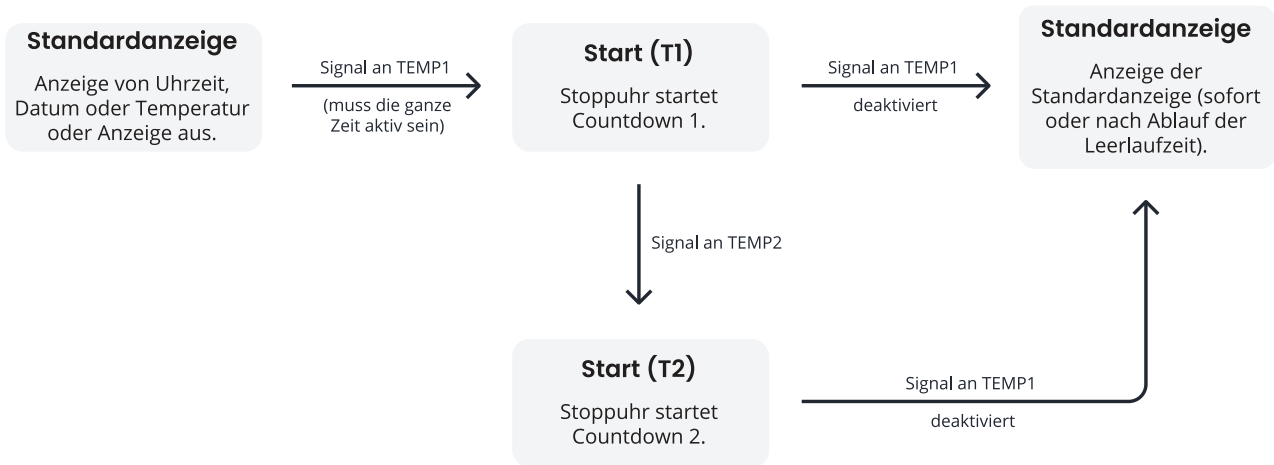 Standardanzeige
Anzeige von Uhrzeit,
Datum oder Temperatur
oder Anzeige aus.
Signal an TEMP1
(muss die ganze
Zeit aktiv sein)
Start (T1)
Stoppuhr startet
Countdown 1.
Signal an TEMP1
deaktiviert
Standardanzeige
Anzeige der
Standardanzeige (sofort
oder nach Ablauf der
Leerlaufzeit).
Signal an TEMP2
Start (T2)
Stoppuhr startet
Countdown 2.
Signal an TEMP1
deaktiviert